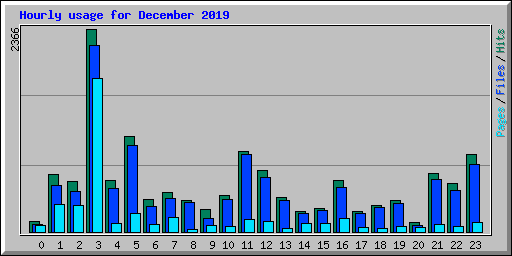 Hourly usage for December 2019
2366
Pages/Files/Hits
0 1 2 3 4 5 6 7 8 9 10 11 12 13 14 15 16 17 18 19 20 21 22 23